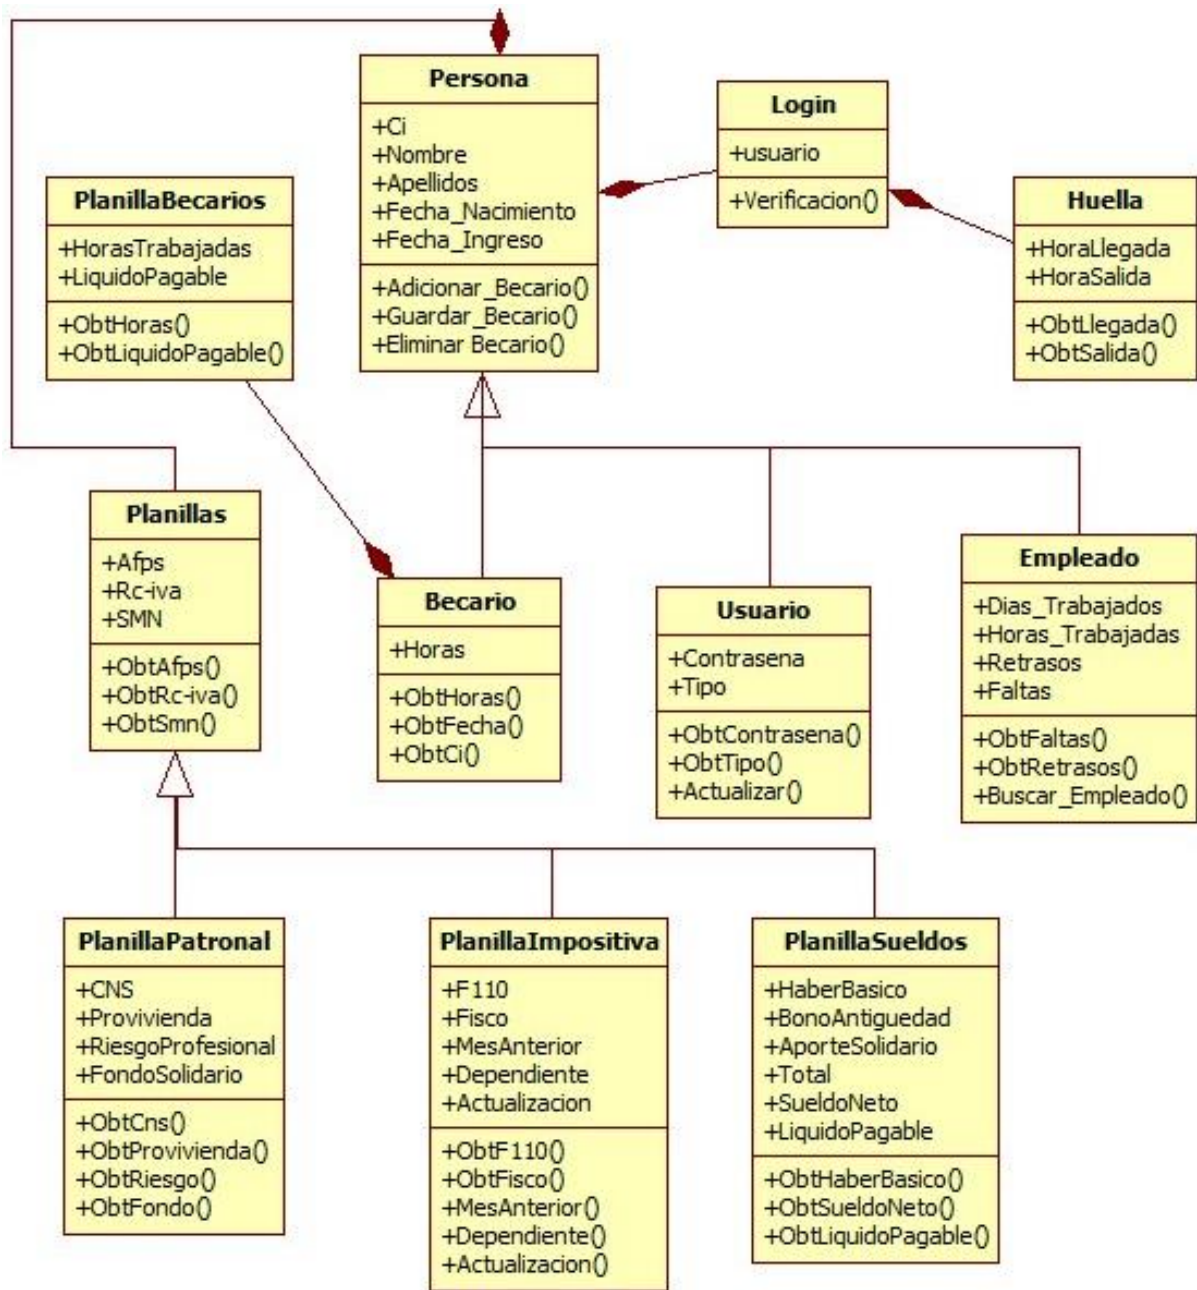 Persona
+Ci
+Nombre
+Apellidos
+Fecha_Nacimiento
+Fecha_Ingreso
+Adicionar_Becario()
+Guardar_Becario()
+Eliminar Becario()
Login
+usuario
+Verificacion()
Huella
+HoraLlegada
+HoraSalida
+ObtLlegada()
+ObtSalida()
PlanillaBecarios
+HorasTrabajadas
+LiquidoPagable
+ObtHoras()
+ObtLiquidoPagable()
Planillas
+Afps
+Rc-iva
+SMN
+ObtAfps()
+ObtRc-iva()
+ObtSmn()
Becario
+Horas
+ObtHoras()
+ObtFecha()
+ObtCi()
Usuario
+Contrasena
+Tipo
+ObtContrasena()
+ObtTipo()
+Actualizar()
Empleado
+Dias_Trabajados
+Horas_Trabajadas
+Retrasos
+Faltas
+ObtFaltas()
+ObtRetrasos()
+Buscar_Empleado()
PlanillaPatronal
+CNS
+Provivienda
+RiesgoProfesional
+FondoSolidario
+ObtCns()
+ObtProvivienda()
+ObtRiesgo()
+ObtFondo()
PlanillaImpositiva
+F110
+Fisco
+MesAnterior
+Dependiente
+Actualizacion
+ObtF110()
+ObtFisco()
+MesAnterior()
+Dependiente()
+Actualizacion()
PlanillaSueldos
+HaberBasico
+BonoAntiguedad
+AporteSolidario
+Total
+SueldoNeto
+LiquidoPagable
+ObtHaberBasico()
+ObtSueldoNeto()
+ObtLiquidoPagable()